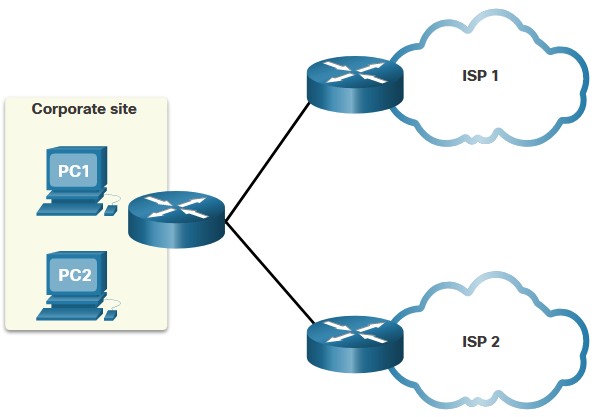 Corporate site
PC1
PC2
ISP 1
ISP 2